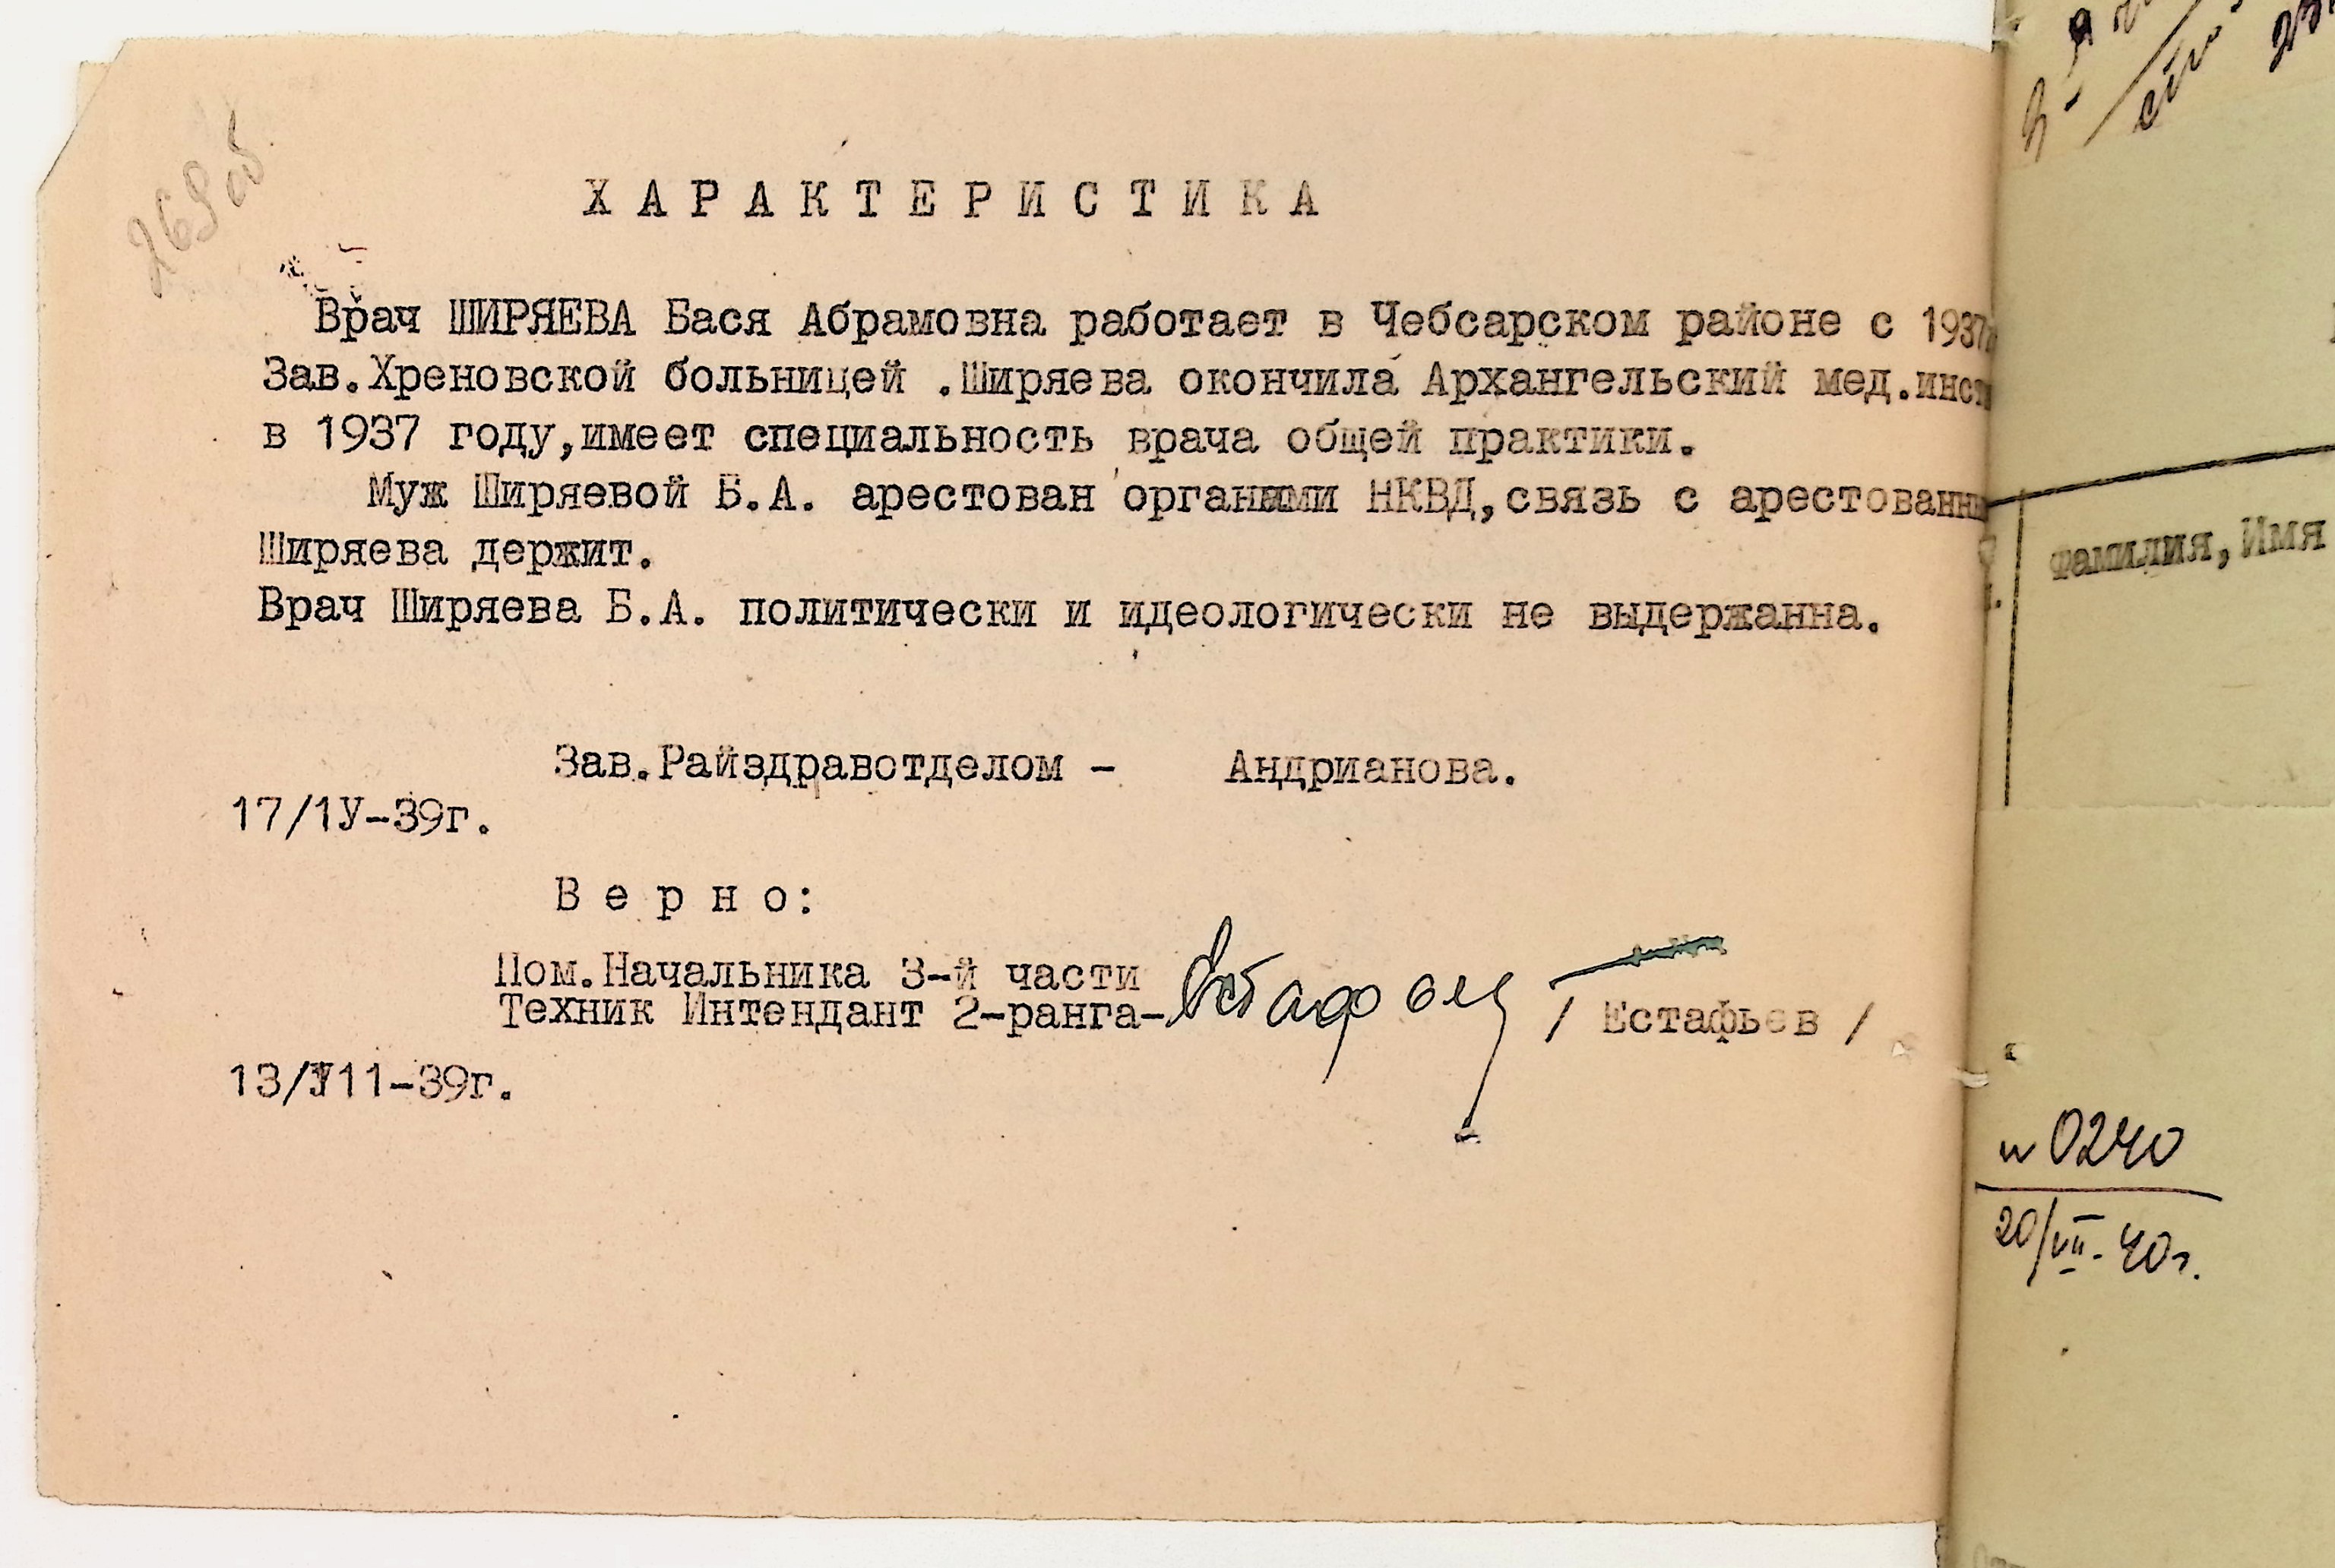 269 об.
ХАРАКТЕРИСТИКА
Врач ШИРЯЕВА Бася Абрамовна работает в Чебсарском районе с 1937
Зав.Хреновской больницей .Ширяева окончила Архангельский мед.инст
в 1937 году,имеет специальность врача общей практики.
Муж Ширяевой Б.А. арестован органами НКВД,связь с арестованны
Ширяева держит.
Врач Ширяева Б.А. политически и идеологически не выдержанна.
Зав.Райздравотделом - Андрианова.
17/1У-39г.
Верно:
Пом.Начальника 3-й части
Техник Интендант 2-ранга- / Естафьев /
13/У11-39г.
Фамилия, Имя
н 0240
20/VII-40г.